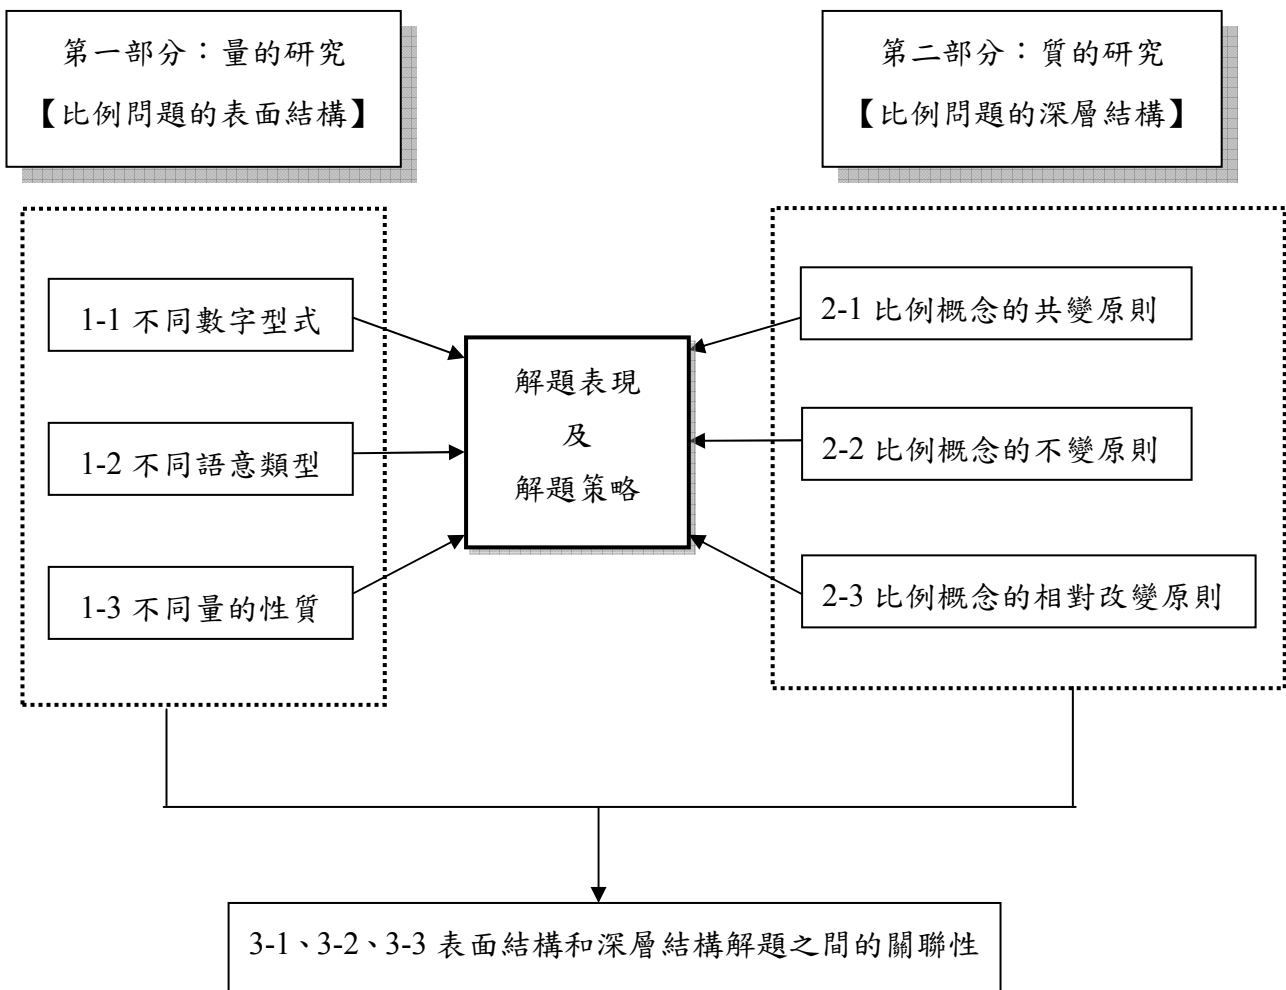 第一部分：量的研究
【比例問題的表面結構】
第二部分：質的研究
【比例問題的深層結構】
1-1 不同數字型式
1-2 不同語意類型
1-3 不同量的性質
解題表現
及
解題策略
2-1 比例概念的共變原則
2-2 比例概念的不變原則
2-3 比例概念的相對改變原則
3-1、3-2、3-3 表面結構和深層結構解題之間的關聯性